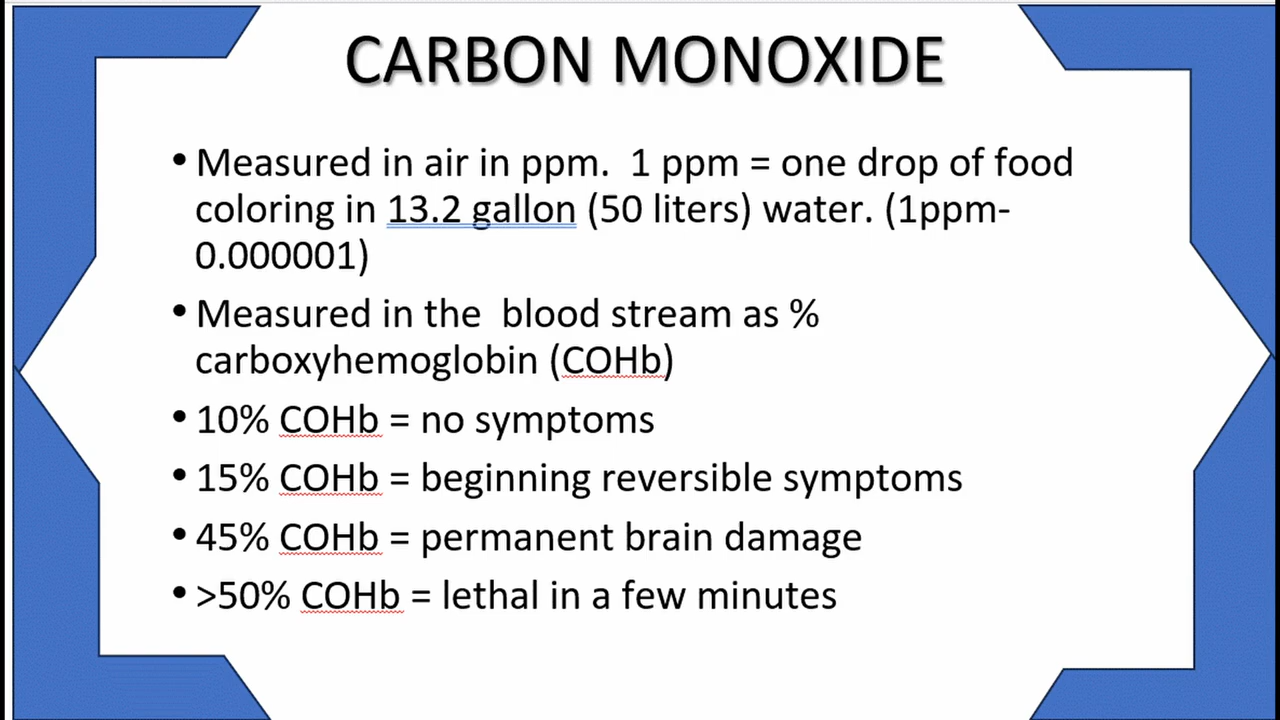 CARBON MONOXIDE
• Measured in air in ppm.  1 ppm = one drop of food
coloring in 13.2 gallon (50 liters) water. (1ppm-
0.000001)
• Measured in the  blood stream as %
carboxyhemoglobin (COHb)
• 10% COHb = no symptoms
• 15% COHb = beginning reversible symptoms
• 45% COHb = permanent brain damage
• >50% COHb = lethal in a few minutes